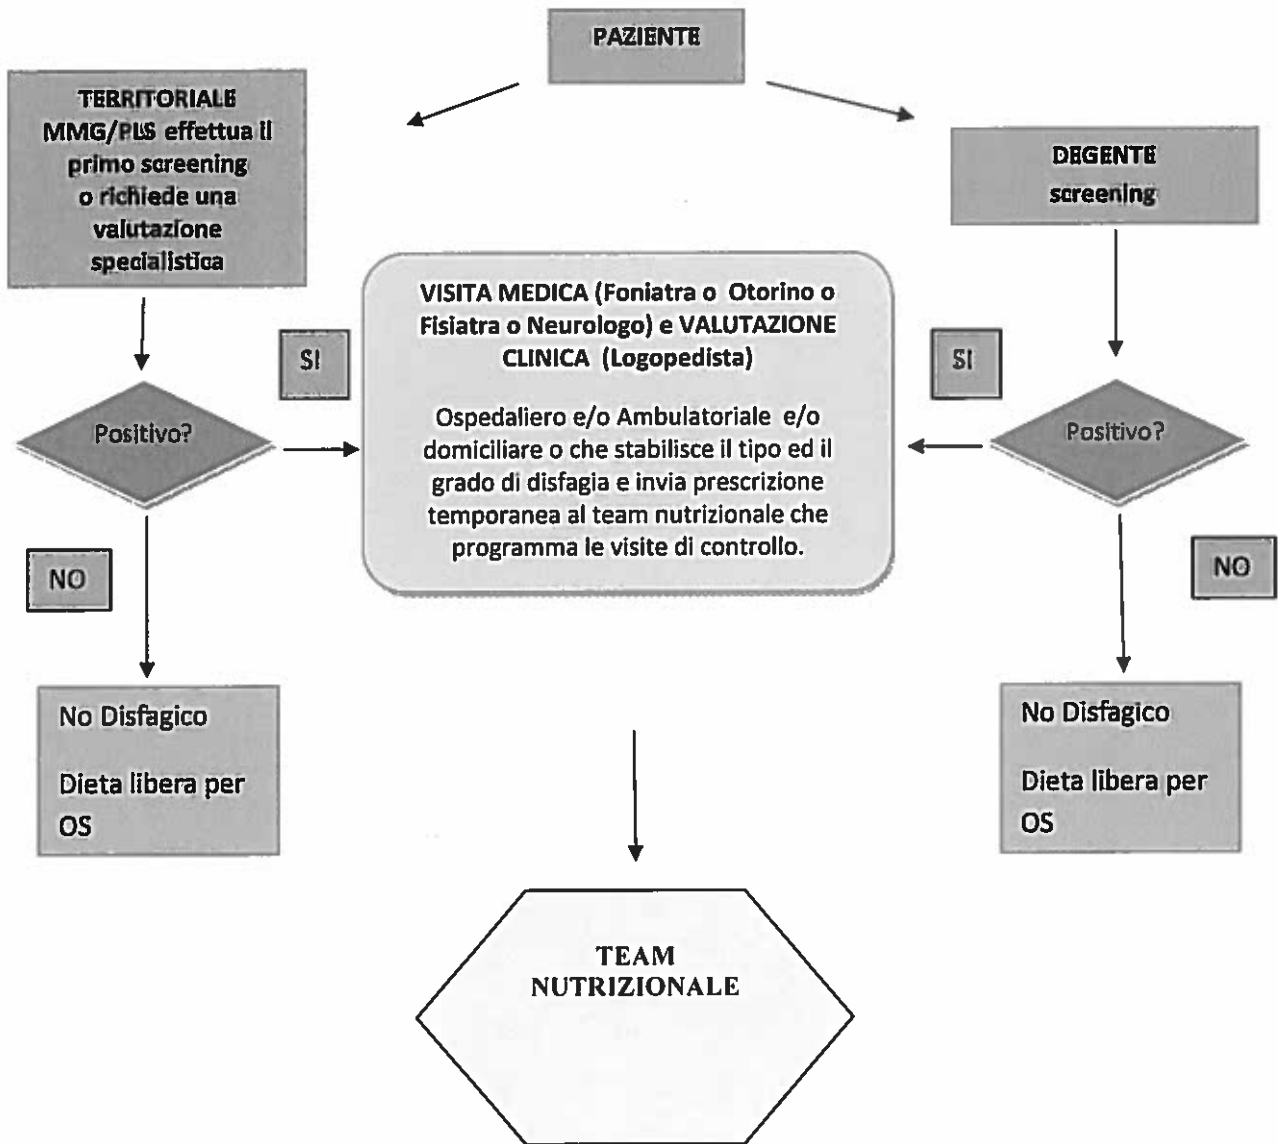 PAZIENTE
TERRITORIALE
MMG/PLS effettua il
primo screening
o richiede una
valutazione
specialistica
DEGENTE
screening
VISITA MEDICA (Foniatra o Otorino o
Fisiatra o Neurologo) e VALUTAZIONE
CLINICA (Logopedista)
Ospedaliero e/o Ambulatoriale e/o
domiciliare o che stabilisce il tipo ed il
grado di disfagia e invia prescrizione
temporanea al team nutrizionale che
programma le visite di controllo.
SI
SI
Positivo?
Positivo?
NO
NO
No Disfagico
Dieta libera per
OS
No Disfagico
Dieta libera per
OS
TEAM
NUTRIZIONALE